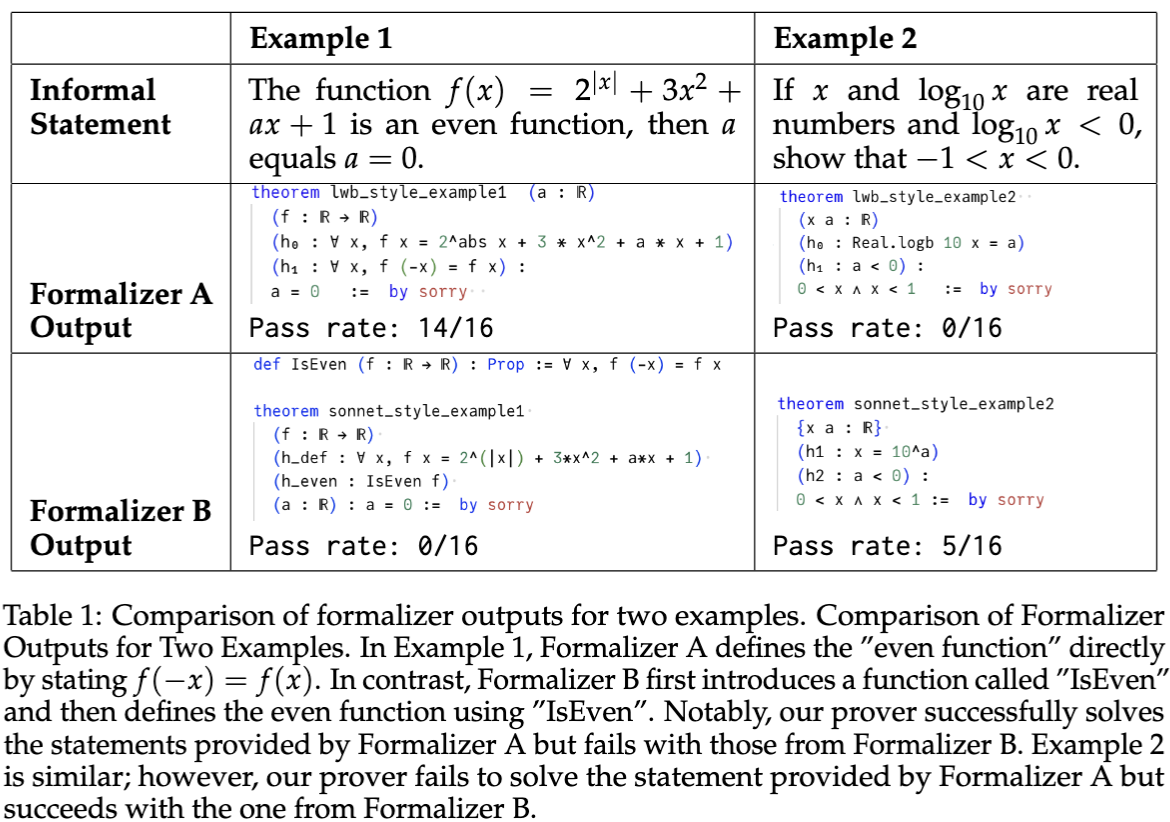 Example 1
Example 2
Informal Statement
The function f(x) = 2^{|x|} + 3x² +
ax + 1 is an even function, then a
equals a = 0.
If x and log₁₀ x are real
numbers and log₁₀ x < 0,
show that −1 < x < 0.
Formalizer A Output
theorem lwb_style_example1 (a : ℝ)
(f : ℝ → ℝ)
(h₀ : ∀ x, f x = 2^abs x + 3 * x^2 + a * x + 1)
(h₁ : ∀ x, f (-x) = f x) :
a = 0 := by sorry
Pass rate: 14/16
theorem lwb_style_example2
(x a : ℝ)
(h₀ : Real.logb 10 x = a)
(h₁ : a < 0) :
0 < x ∧ x < 1 := by sorry
Pass rate: 0/16
Formalizer B Output
def IsEven (f : ℝ → ℝ) : Prop := ∀ x, f (-x) = f x
theorem sonnet_style_example1
(f : ℝ → ℝ)
(h_def : ∀ x, f x = 2^(|x|) + 3*x^2 + a*x + 1)
(h_even : IsEven f)
(a : ℝ) : a = 0 := by sorry
Pass rate: 0/16
theorem sonnet_style_example2
{x a : ℝ}
(h1 : x = 10^a)
(h2 : a < 0) :
0 < x ∧ x < 1 := by sorry
Pass rate: 5/16
Table 1: Comparison of formalizer outputs for two examples. Comparison of Formalizer
Outputs for Two Examples. In Example 1, Formalizer A defines the ”even function” directly
by stating f(−x) = f(x). In contrast, Formalizer B first introduces a function called ”IsEven”
and then defines the even function using ”IsEven”. Notably, our prover successfully solves
the statements provided by Formalizer A but fails with those from Formalizer B. Example 2
is similar; however, our prover fails to solve the statement provided by Formalizer A but
succeeds with the one from Formalizer B.